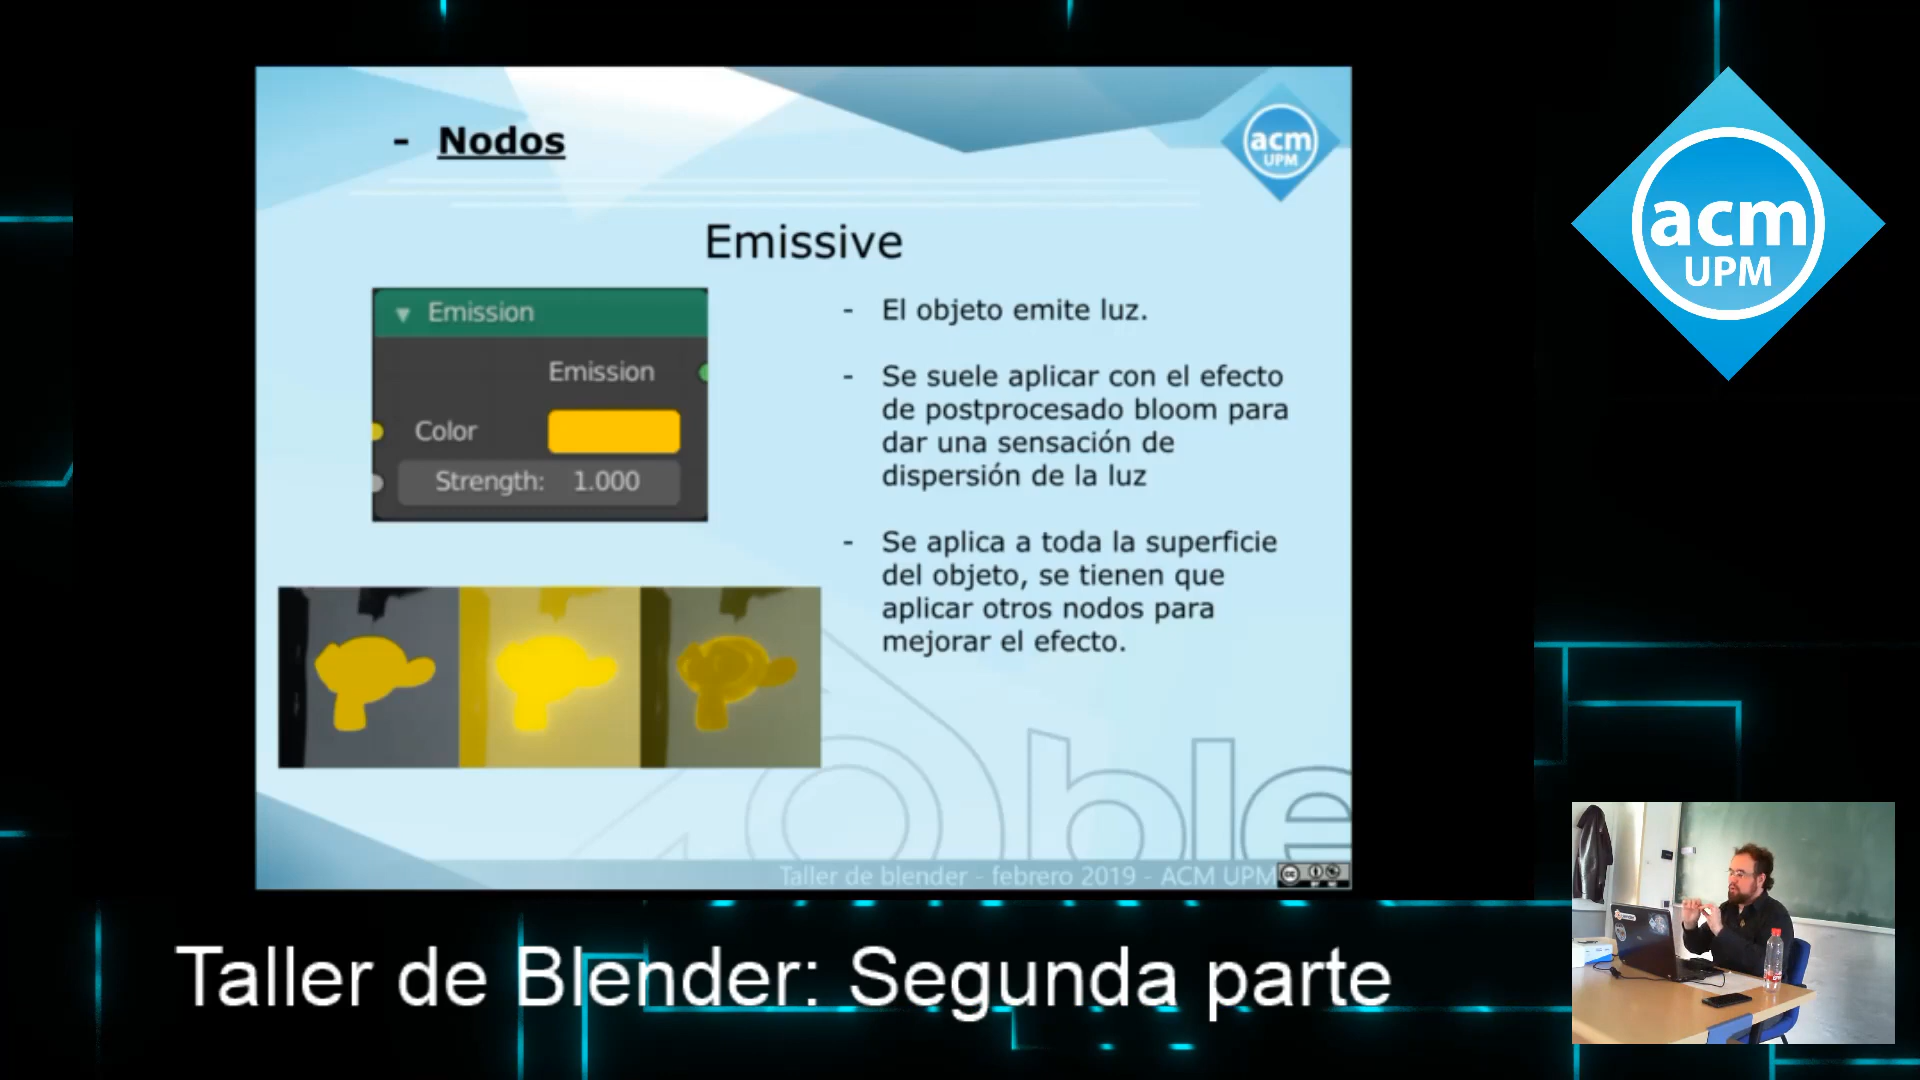 - Nodos
acm
UPM
Emissive
Emission
Emission
Color
Strength: 1.000
- El objeto emite luz.
- Se suele aplicar con el efecto
de postprocesado bloom para
dar una sensación de
dispersión de la luz
- Se aplica a toda la superficie
del objeto, se tienen que
aplicar otros nodos para
mejorar el efecto.
ble
Taller de blender - febrero 2019 - ACM UPM
acm
UPM
Taller de Blender: Segunda parte